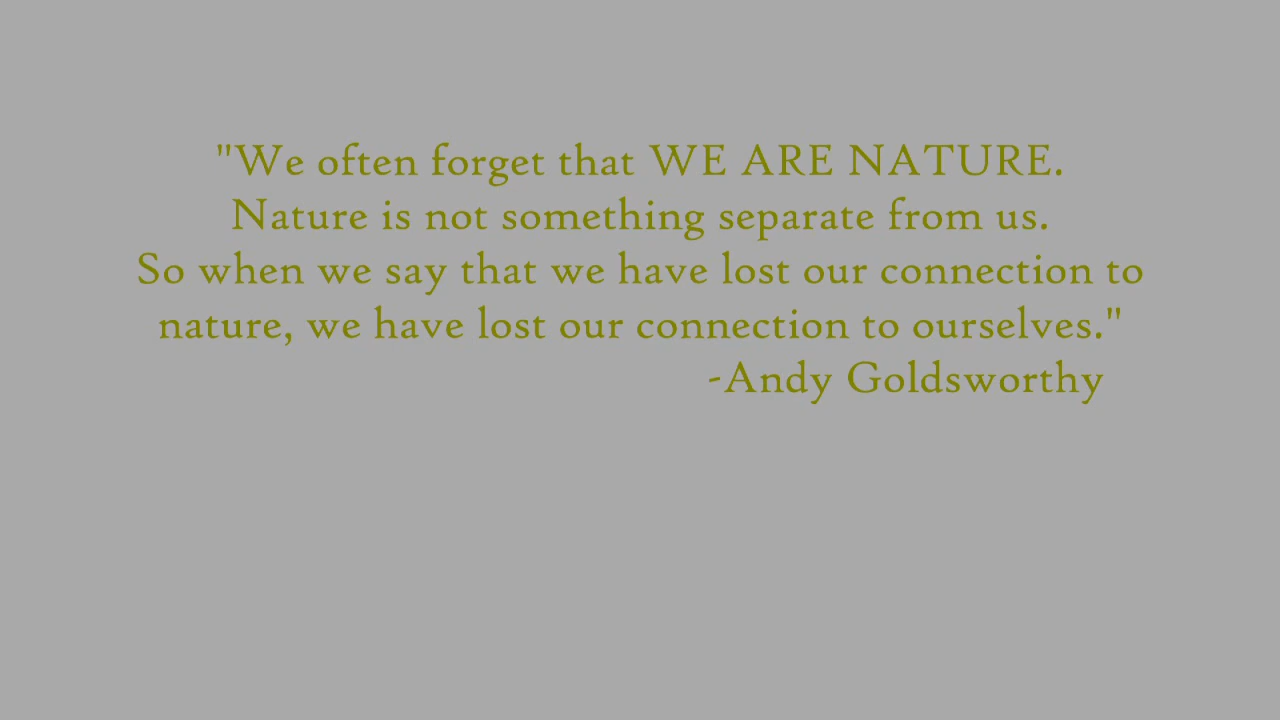 "We often forget that WE ARE NATURE.
Nature is not something separate from us.
So when we say that we have lost our connection to
nature, we have lost our connection to ourselves."
-Andy Goldsworthy